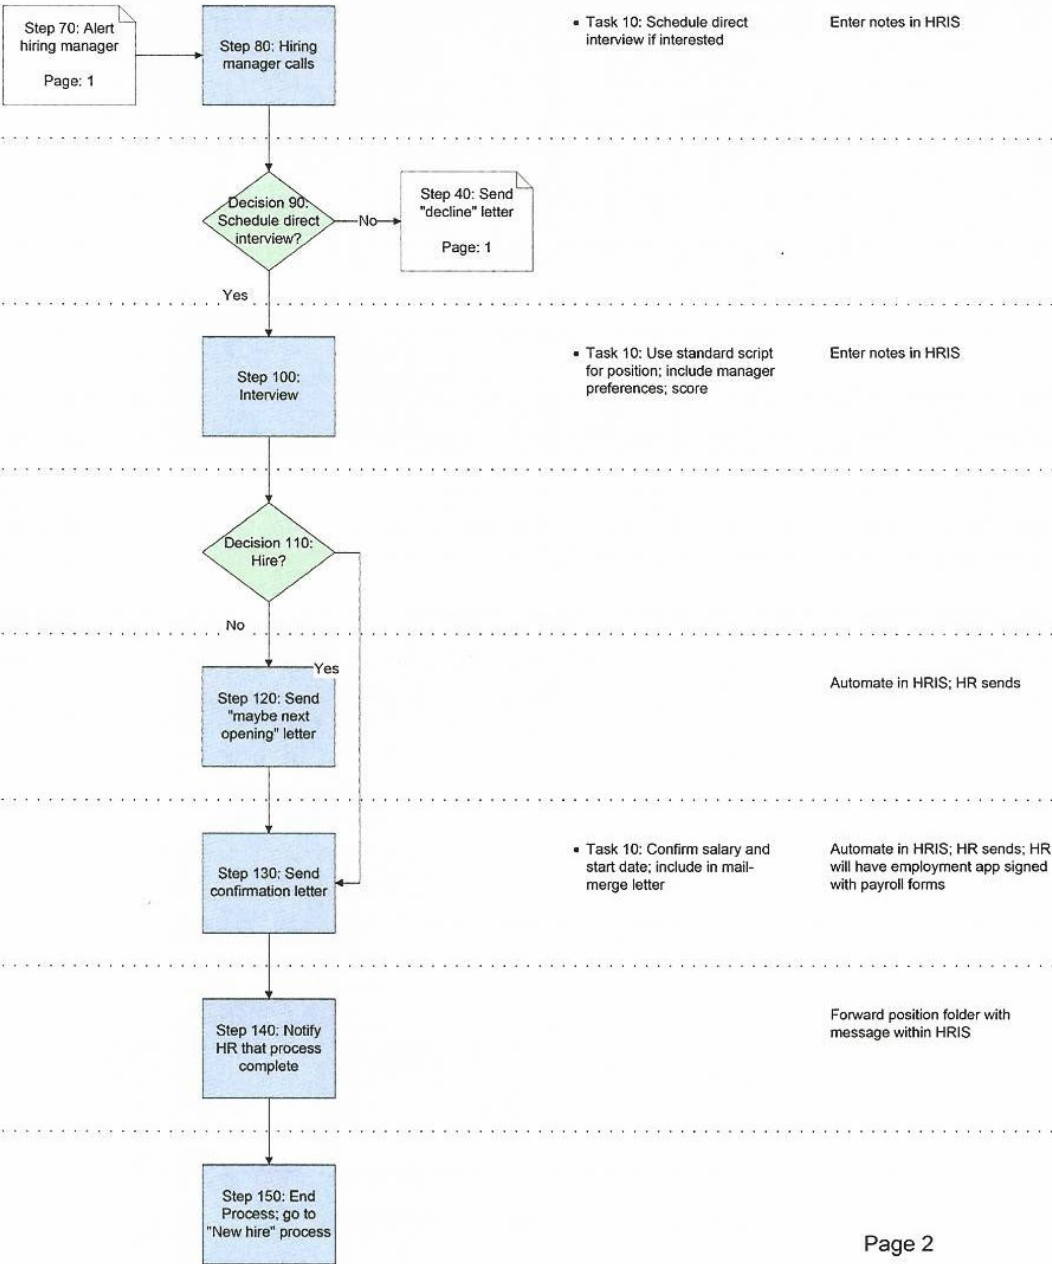 Step 70: Alert
hiring manager
Page: 1
Step 80: Hiring
manager calls
• Task 10: Schedule direct
interview if interested
Enter notes in HRIS
Decision 90:
Schedule direct
interview?
No
Step 40: Send
"decline" letter
Page: 1
Yes
Step 100:
Interview
• Task 10: Use standard script
for position; include manager
preferences; score
Enter notes in HRIS
Decision 110:
Hire?
No
Yes
Step 120: Send
"maybe next
opening" letter
Automate in HRIS; HR sends
Step 130: Send
confirmation letter
• Task 10: Confirm salary and
start date; include in mail-
merge letter
Automate in HRIS; HR sends; HR
will have employment app signed
with payroll forms
Step 140: Notify
HR that process
complete
Forward position folder with
message within HRIS
Step 150: End
Process; go to
"New hire" process
Page 2